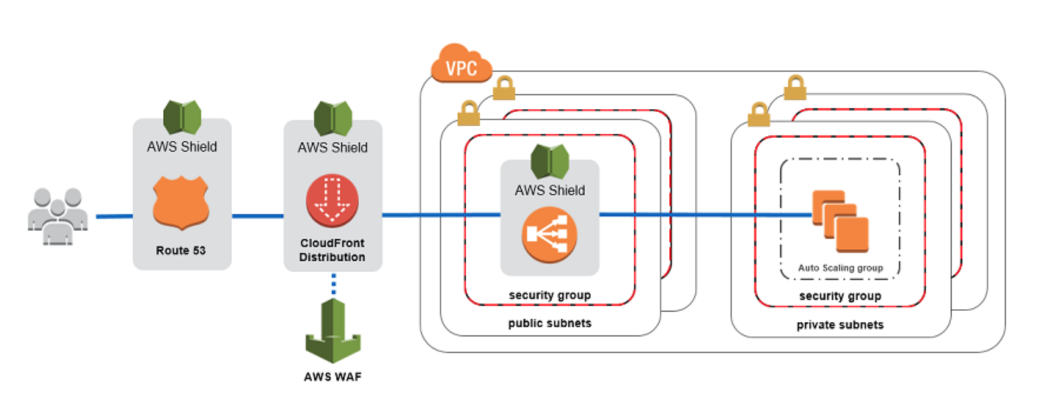 VPC
AWS Shield
Route 53
AWS Shield
CloudFront
Distribution
AWS WAF
AWS Shield
security group
public subnets
Auto Scaling group
security group
private subnets